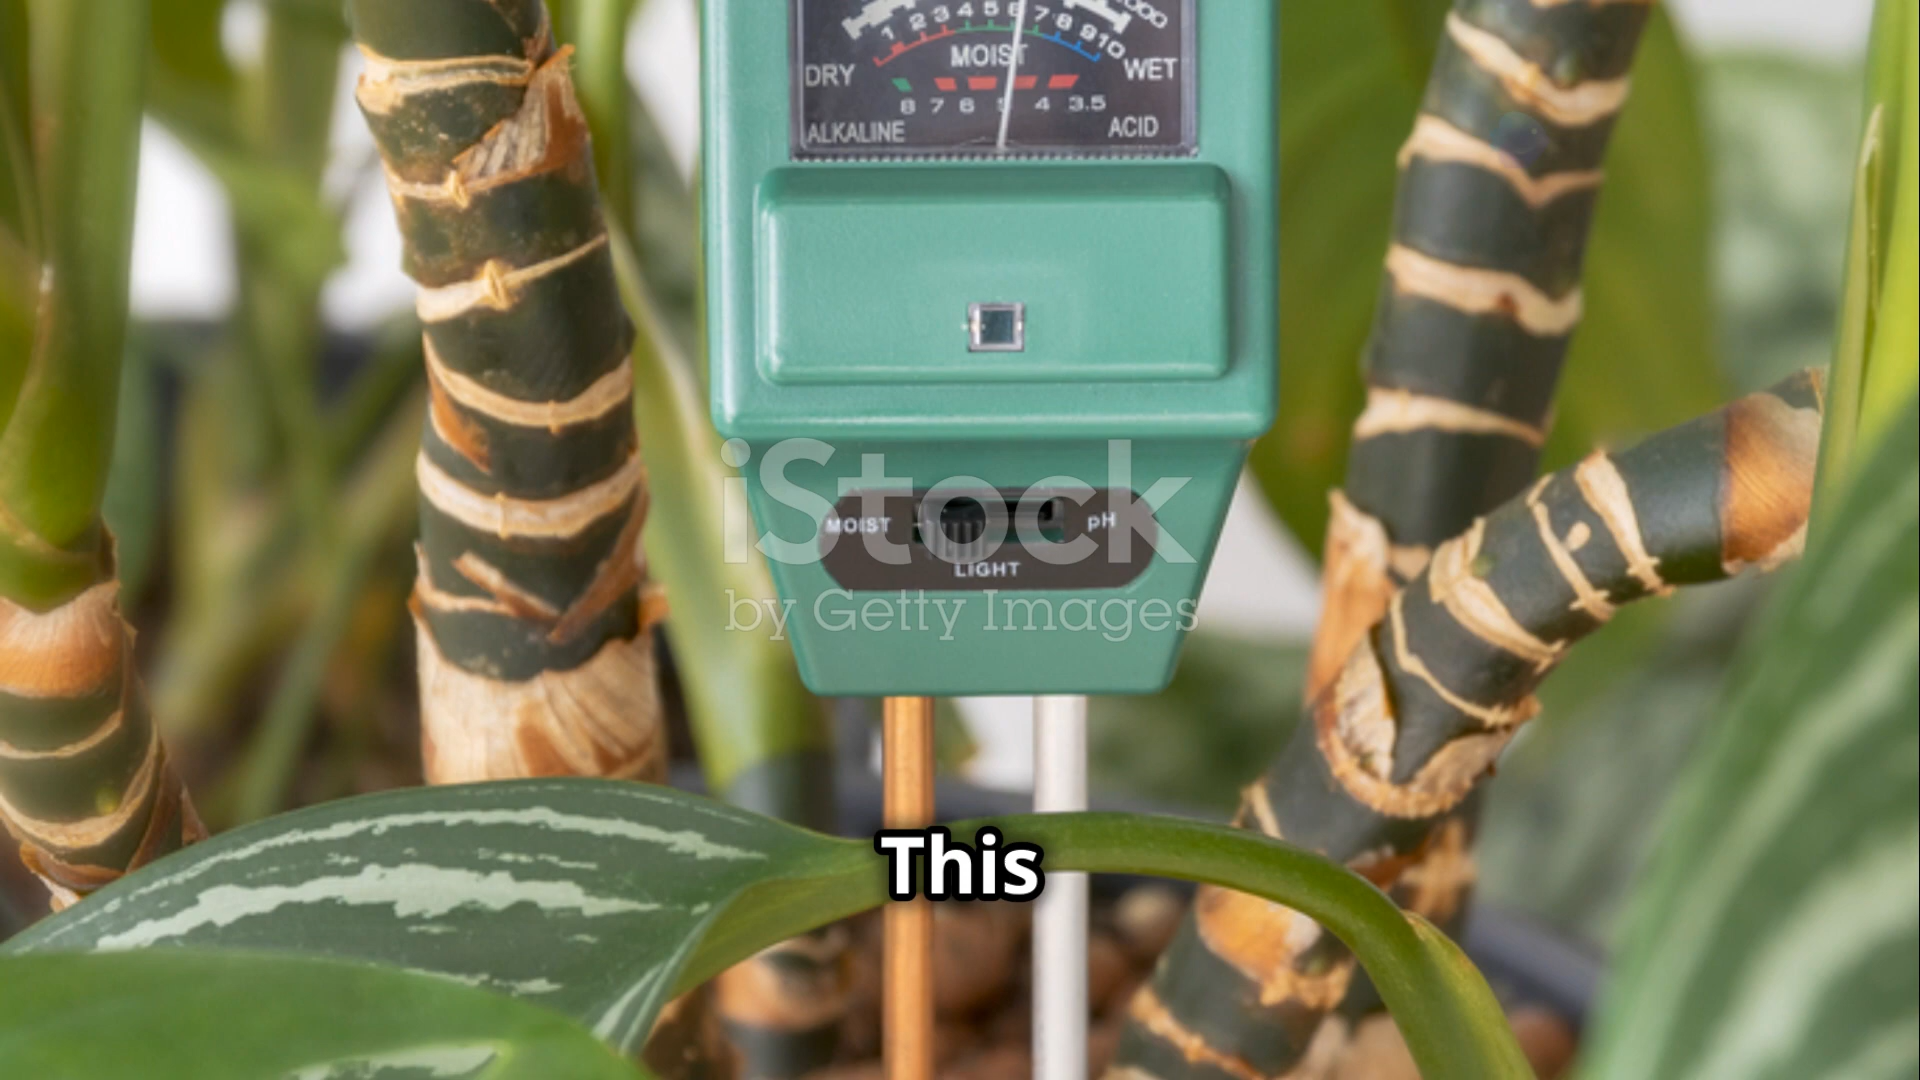 1 2 3 4 5 6 7 8 9 10
MOIST
DRY WET
8 7 6 5 4 3.5
ALKALINE ACID
iStock
MOIST pH
LIGHT
by Getty Images
This